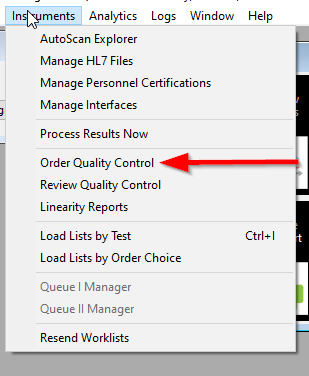 Instruments Analytics Logs Window Help
AutoScan Explorer
Manage HL7 Files
Manage Personnel Certifications
Manage Interfaces
Process Results Now
Order Quality Control
Review Quality Control
Linearity Reports
Load Lists by Test Ctrl+I
Load Lists by Order Choice
Queue I Manager
Queue II Manager
Resend Worklists